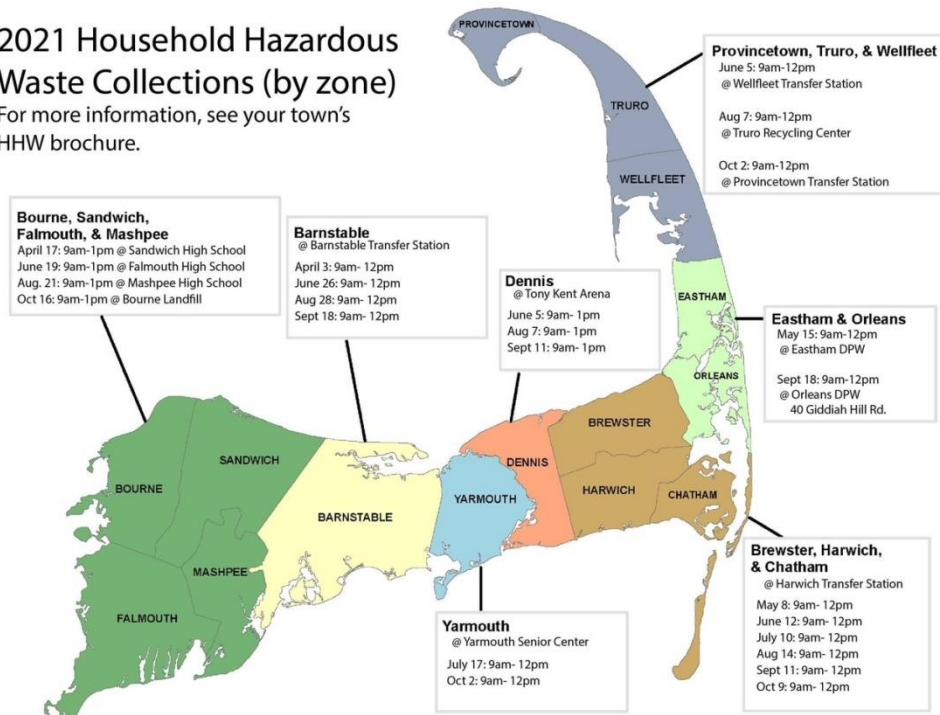 2021 Household Hazardous
Waste Collections (by zone)
For more information, see your town's
HHW brochure.
PROVINCETOWN
TRURO
WELLFLEET
Provincetown, Truro, & Wellfleet
June 5: 9am-12pm
@ Wellfleet Transfer Station
Aug 7: 9am-12pm
@ Truro Recycling Center
Oct 2: 9am-12pm
@ Provincetown Transfer Station
Bourne, Sandwich,
Falmouth, & Mashpee
April 17: 9am-1pm @ Sandwich High School
June 19: 9am-1pm @ Falmouth High School
Aug. 21: 9am-1pm @ Mashpee High School
Oct 16: 9am-1pm @ Bourne Landfill
Barnstable
@ Barnstable Transfer Station
April 3: 9am- 12pm
June 26: 9am- 12pm
Aug 28: 9am- 12pm
Sept 18: 9am- 12pm
Dennis
@ Tony Kent Arena
June 5: 9am- 1pm
Aug 7: 9am- 1pm
Sept 11: 9am- 1pm
EASTHAM
ORLEANS
Eastham & Orleans
May 15: 9am-12pm
@ Eastham DPW
Sept 18: 9am-12pm
@ Orleans DPW
40 Giddiah Hill Rd.
BOURNE
SANDWICH
BARNSTABLE
YARMOUTH
DENNIS
BREWSTER
HARWICH
CHATHAM
MASHPEE
FALMOUTH
Yarmouth
@ Yarmouth Senior Center
July 17: 9am- 12pm
Oct 2: 9am- 12pm
Brewster, Harwich,
& Chatham
@ Harwich Transfer Station
May 8: 9am- 12pm
June 12: 9am- 12pm
July 10: 9am- 12pm
Aug 14: 9am- 12pm
Sept 11: 9am- 12pm
Oct 9: 9am- 12pm